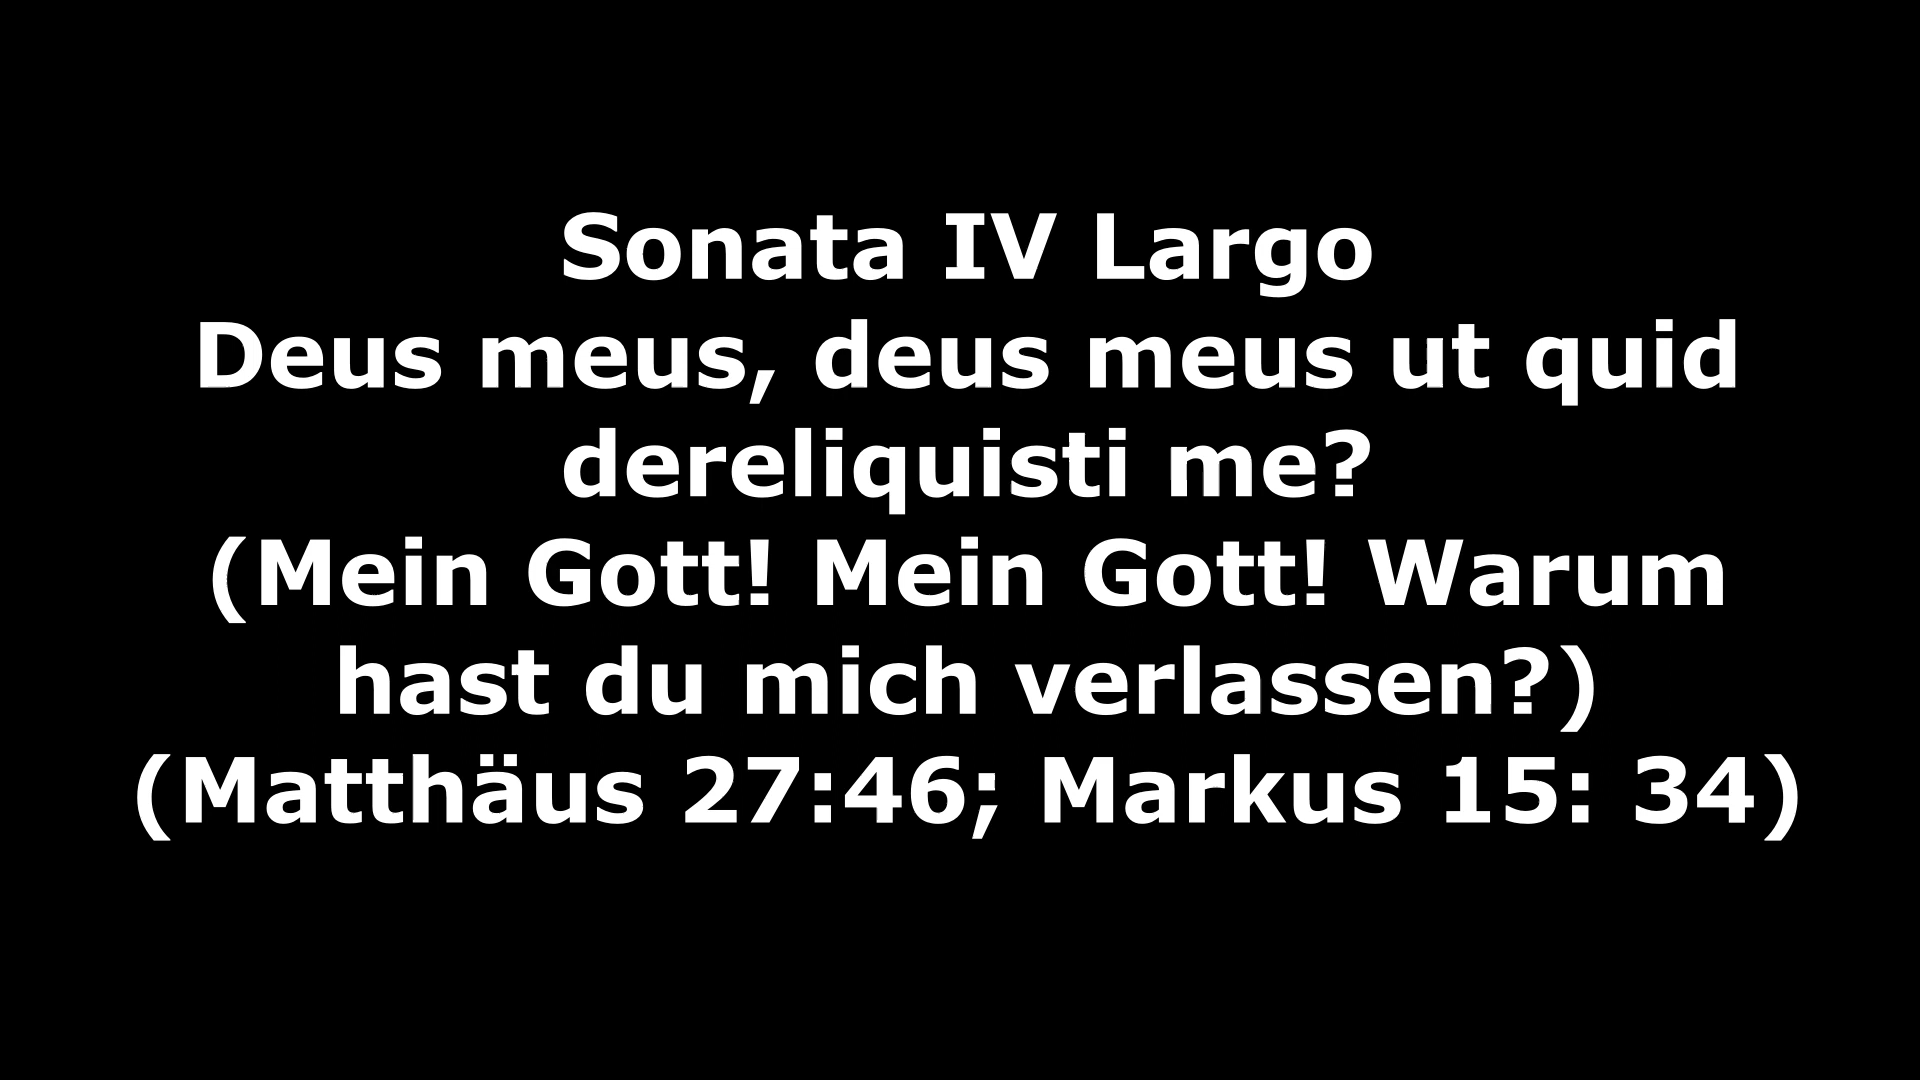 Sonata IV Largo
Deus meus, deus meus ut quid
dereliquisti me?
(Mein Gott! Mein Gott! Warum
hast du mich verlassen?)
(Matthäus 27:46; Markus 15: 34)